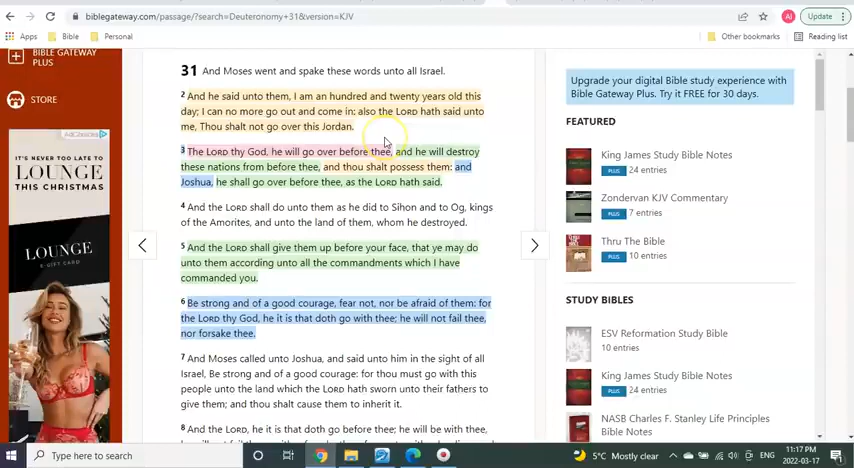 biblegateway.com/passage/?search=Deuteronomy+31&version=KJV
AI
Update
Apps
Bible
Personal
Other bookmarks
Reading list
BIBLE GATEWAY
PLUS
STORE
AdChoices
IT'S NEVER TOO LATE TO
LOUNGE
THIS CHRISTMAS
LOUNGE
E-GIFT CARD
31 And Moses went and spake these words unto all Israel.
2 And he said unto them, I am an hundred and twenty years old this
day; I can no more go out and come in: also the LORD hath said unto
me, Thou shalt not go over this Jordan.
3 The LORD thy God, he will go over before thee, and he will destroy
these nations from before thee, and thou shalt possess them: and
Joshua, he shall go over before thee, as the LORD hath said.
4 And the LORD shall do unto them as he did to Sihon and to Og, kings
of the Amorites, and unto the land of them, whom he destroyed.
5 And the LORD shall give them up before your face, that ye may do
unto them according unto all the commandments which I have
commanded you.
6 Be strong and of a good courage, fear not, nor be afraid of them: for
the LORD thy God, he it is that doth go with thee; he will not fail thee,
nor forsake thee.
7 And Moses called unto Joshua, and said unto him in the sight of all
Israel, Be strong and of a good courage: for thou must go with this
people unto the land which the LORD hath sworn unto their fathers to
give them; and thou shalt cause them to inherit it.
8 And the LORD, he it is that doth go before thee; he will be with thee,
Upgrade your digital Bible study experience with
Bible Gateway Plus. Try it FREE for 30 days.
FEATURED
King James Study Bible Notes
PLUS 24 entries
Zondervan KJV Commentary
PLUS 7 entries
Thru The Bible
PLUS 10 entries
STUDY BIBLES
ESV Reformation Study Bible
10 entries
King James Study Bible Notes
PLUS 24 entries
NASB Charles F. Stanley Life Principles
Bible Notes
Type here to search
5°C Mostly clear
ENG
11:17 PM
2022-03-17